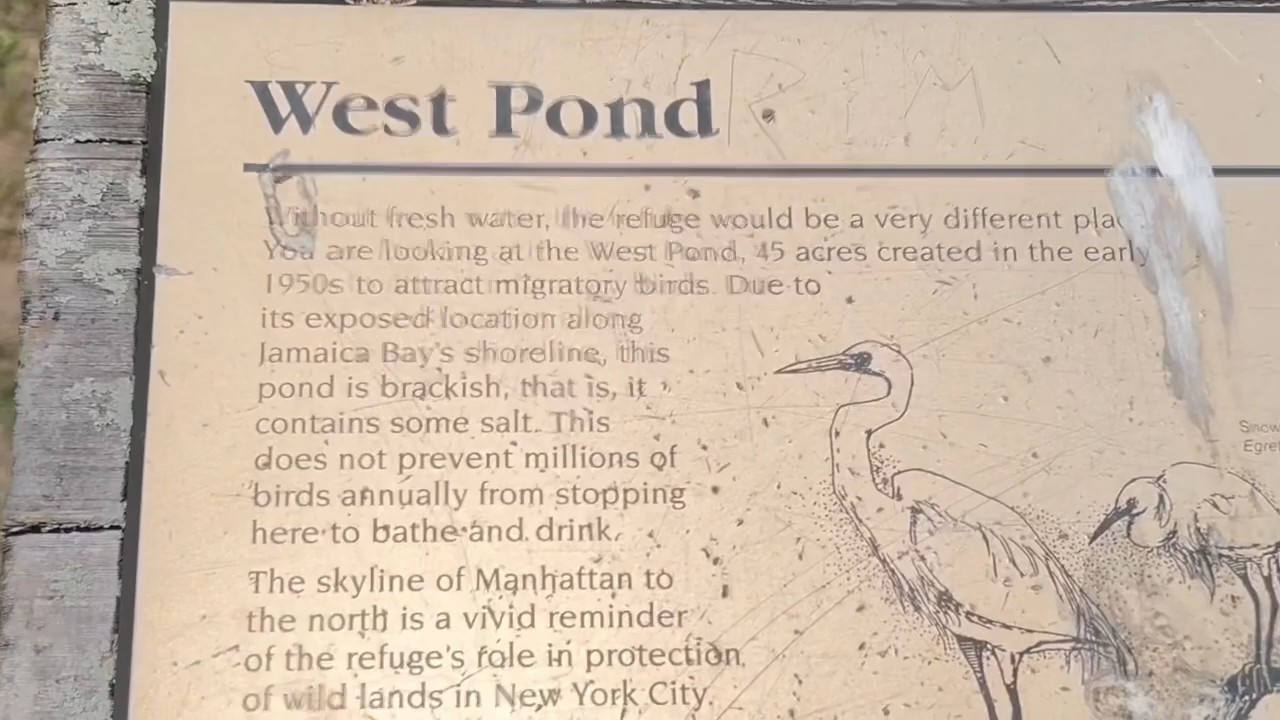 West Pond
R E M
Without fresh water, the refuge would be a very different place.
You are looking at the West Pond, 45 acres created in the early
1950s to attract migratory birds. Due to
its exposed location along
Jamaica Bay's shoreline, this
pond is brackish, that is, it
contains some salt. This
does not prevent millions of
birds annually from stopping
here to bathe and drink.
The skyline of Manhattan to
the north is a vivid reminder
of the refuge's role in protection
of wild lands in New York City.
Snow
Egre